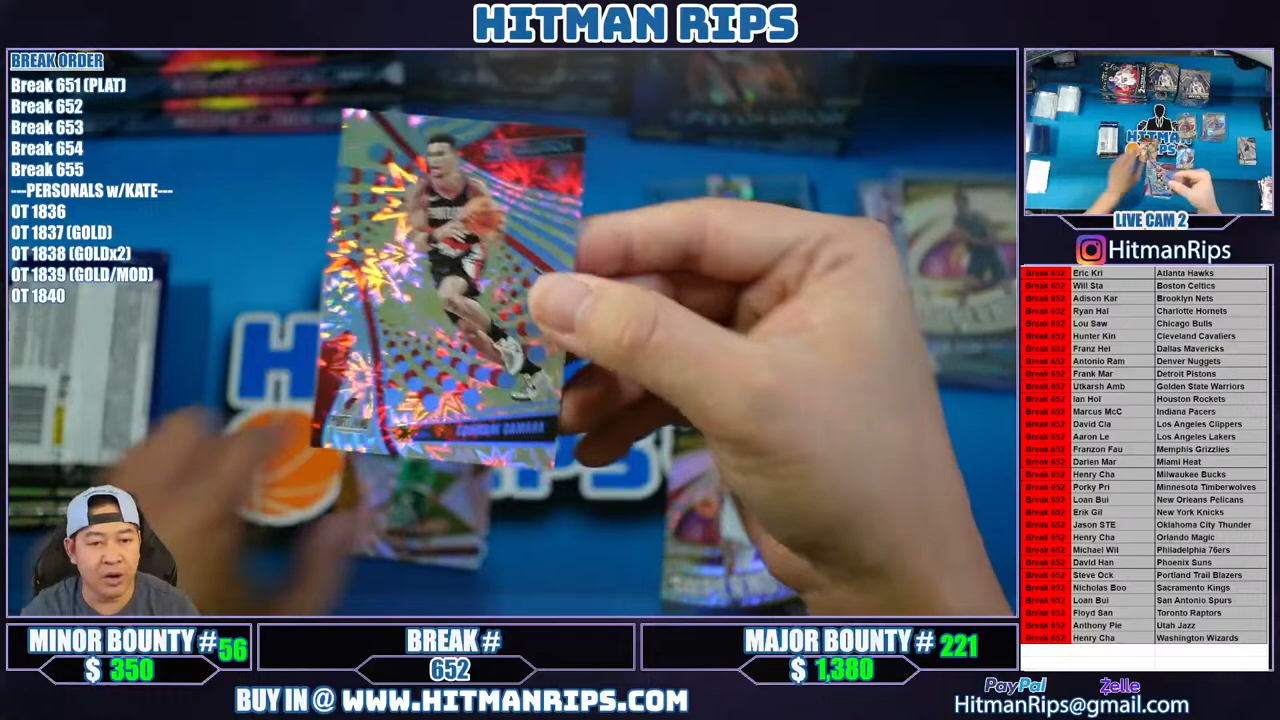 HITMAN RIPS
BREAK ORDER
Break 651 (PLAT)
Break 652
Break 653
Break 654
Break 655
---PERSONALS w/KATE---
OT 1836
OT 1837 (GOLD)
OT 1838 (GOLDx2)
OT 1839 (GOLD/MOD)
OT 1840
HITMAN
RIPS
LIVE CAM 2
HitmanRips
Break 652 Eric Kri Atlanta Hawks
Break 652 Will Sta Boston Celtics
Break 652 Adison Kar Brooklyn Nets
Break 652 Ryan Hal Charlotte Hornets
Break 652 Lou Saw Chicago Bulls
Break 652 Hunter Kin Cleveland Cavaliers
Break 652 Franz Hei Dallas Mavericks
Break 652 Antonio Ram Denver Nuggets
Break 652 Frank Mar Detroit Pistons
Break 652 Utkarsh Amb Golden State Warriors
Break 652 Ian Hol Houston Rockets
Break 652 Marcus McC Indiana Pacers
Break 652 David Cla Los Angeles Clippers
Break 652 Aaron Le Los Angeles Lakers
Break 652 Franzon Fau Memphis Grizzlies
Break 652 Darien Mar Miami Heat
Break 652 Henry Cha Milwaukee Bucks
Break 652 Porky Pri Minnesota Timberwolves
Break 652 Loan Bui New Orleans Pelicans
Break 652 Erik Gil New York Knicks
Break 652 Jason STE Oklahoma City Thunder
Break 652 Henry Cha Orlando Magic
Break 652 Michael Wil Philadelphia 76ers
Break 652 David Han Phoenix Suns
Break 652 Steve Ock Portland Trail Blazers
Break 652 Nicholas Boo Sacramento Kings
Break 652 Loan Bui San Antonio Spurs
Break 652 Floyd San Toronto Raptors
Break 652 Anthony Pie Utah Jazz
Break 652 Henry Cha Washington Wizards
MINOR BOUNTY # 56
$ 350
BREAK #
652
MAJOR BOUNTY # 221
$ 1,380
BUY IN @ WWW.HITMANRIPS.COM
PayPal Zelle
HitmanRips@gmail.com